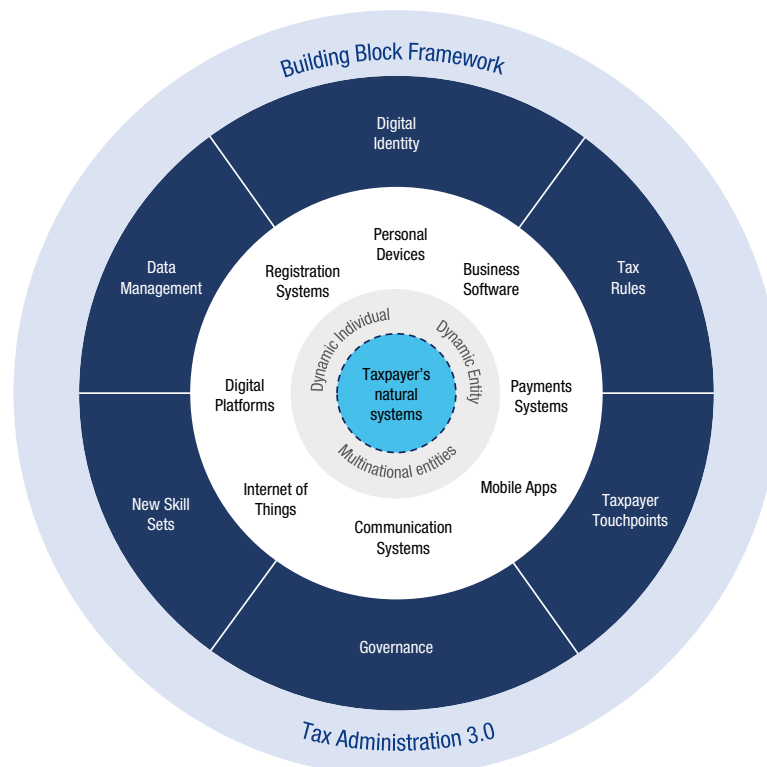 Building Block Framework
Digital
Identity
Tax
Rules
Taxpayer
Touchpoints
Governance
New Skill
Sets
Data
Management
Personal
Devices
Business
Software
Payments
Systems
Mobile Apps
Communication
Systems
Internet of
Things
Digital
Platforms
Registration
Systems
Dynamic Individual
Dynamic Entity
Multinational entities
Taxpayer's
natural
systems
Tax Administration 3.0